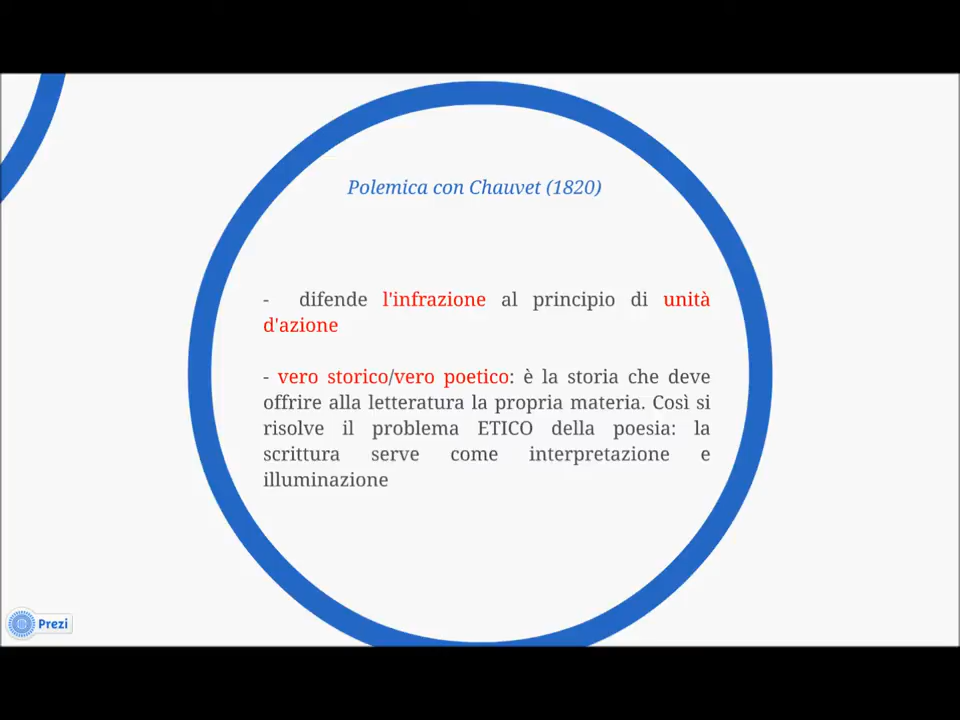 Polemica con Chauvet (1820)
- difende l'infrazione al principio di unità
d'azione
- vero storico/vero poetico: è la storia che deve
offrire alla letteratura la propria materia. Così si
risolve il problema ETICO della poesia: la
scrittura serve come interpretazione e
illuminazione
Prezi